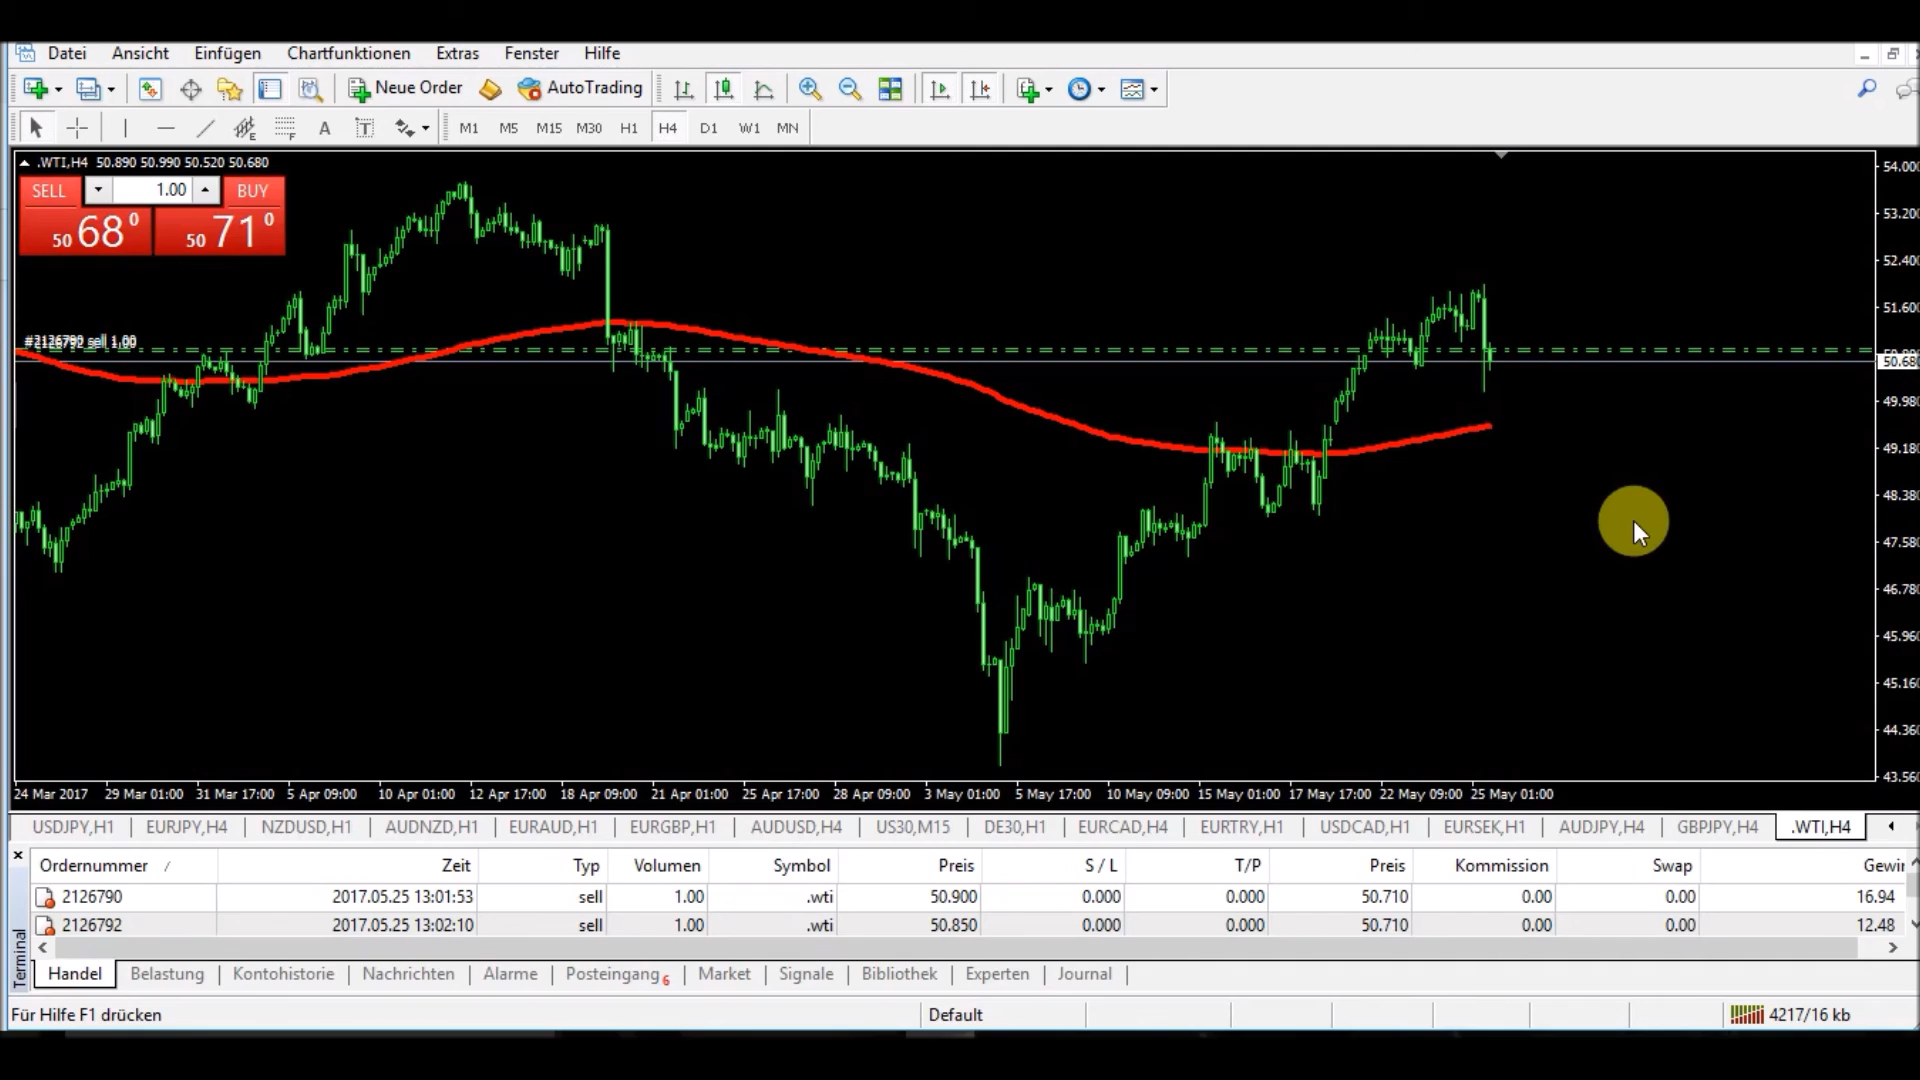 Datei Ansicht Einfügen Chartfunktionen Extras Fenster Hilfe
Neue Order AutoTrading
A T E F M1 M5 M15 M30 H1 H4 D1 W1 MN
.WTI,H4 50.890 50.990 50.520 50.680
SELL 1.00 BUY
50 68 0 50 71 0
54.000
53.200
52.400
51.600
50.680
49.980
49.180
48.380
47.580
46.780
45.960
45.160
44.360
43.560
sell 1.00
24 Mar 2017 29 Mar 01:00 31 Mar 17:00 5 Apr 09:00 10 Apr 01:00 12 Apr 17:00 18 Apr 09:00 21 Apr 01:00 25 Apr 17:00 28 Apr 09:00 3 May 01:00 5 May 17:00 10 May 09:00 15 May 01:00 17 May 17:00 22 May 09:00 25 May 01:00
USDJPY,H1 EURJPY,H4 NZDUSD,H1 AUDNZD,H1 EURAUD,H1 EURGBP,H1 AUDUSD,H4 US30,M15 DE30,H1 EURCAD,H4 EURTRY,H1 USDCAD,H1 EURSEK,H1 AUDJPY,H4 GBPJPY,H4 .WTI,H4
Ordernummer / Zeit Typ Volumen Symbol Preis S / L T/P Preis Kommission Swap Gewin
2126790 2017.05.25 13:01:53 sell 1.00 .wti 50.900 0.000 0.000 50.710 0.00 0.00 16.94
2126792 2017.05.25 13:02:10 sell 1.00 .wti 50.850 0.000 0.000 50.710 0.00 0.00 12.48
Terminal
Handel Belastung Kontohistorie Nachrichten Alarme Posteingang 6 Market Signale Bibliothek Experten Journal
Für Hilfe F1 drücken Default 4217/16 kb